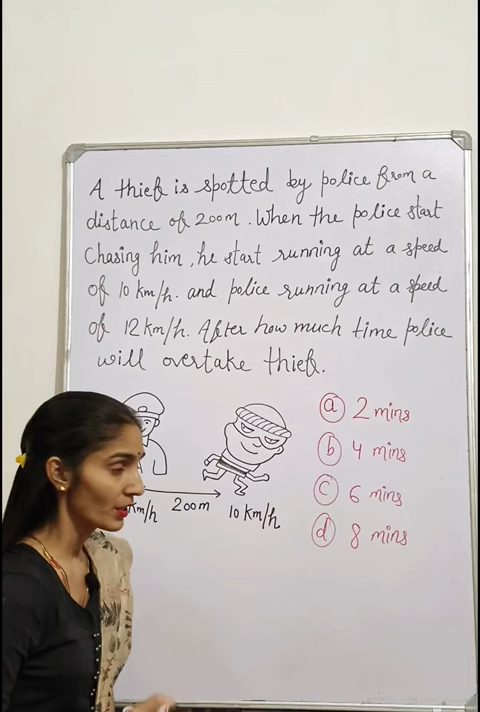 A thief is spotted by police from a
distance of 200m. When the police start
Chasing him, he start running at a speed
of 10 km/h. and police running at a speed
of 12 km/h. After how much time police
will overtake thief.
km/h 200m 10 km/h
a 2 mins
b 4 mins
c 6 mins
d 8 mins